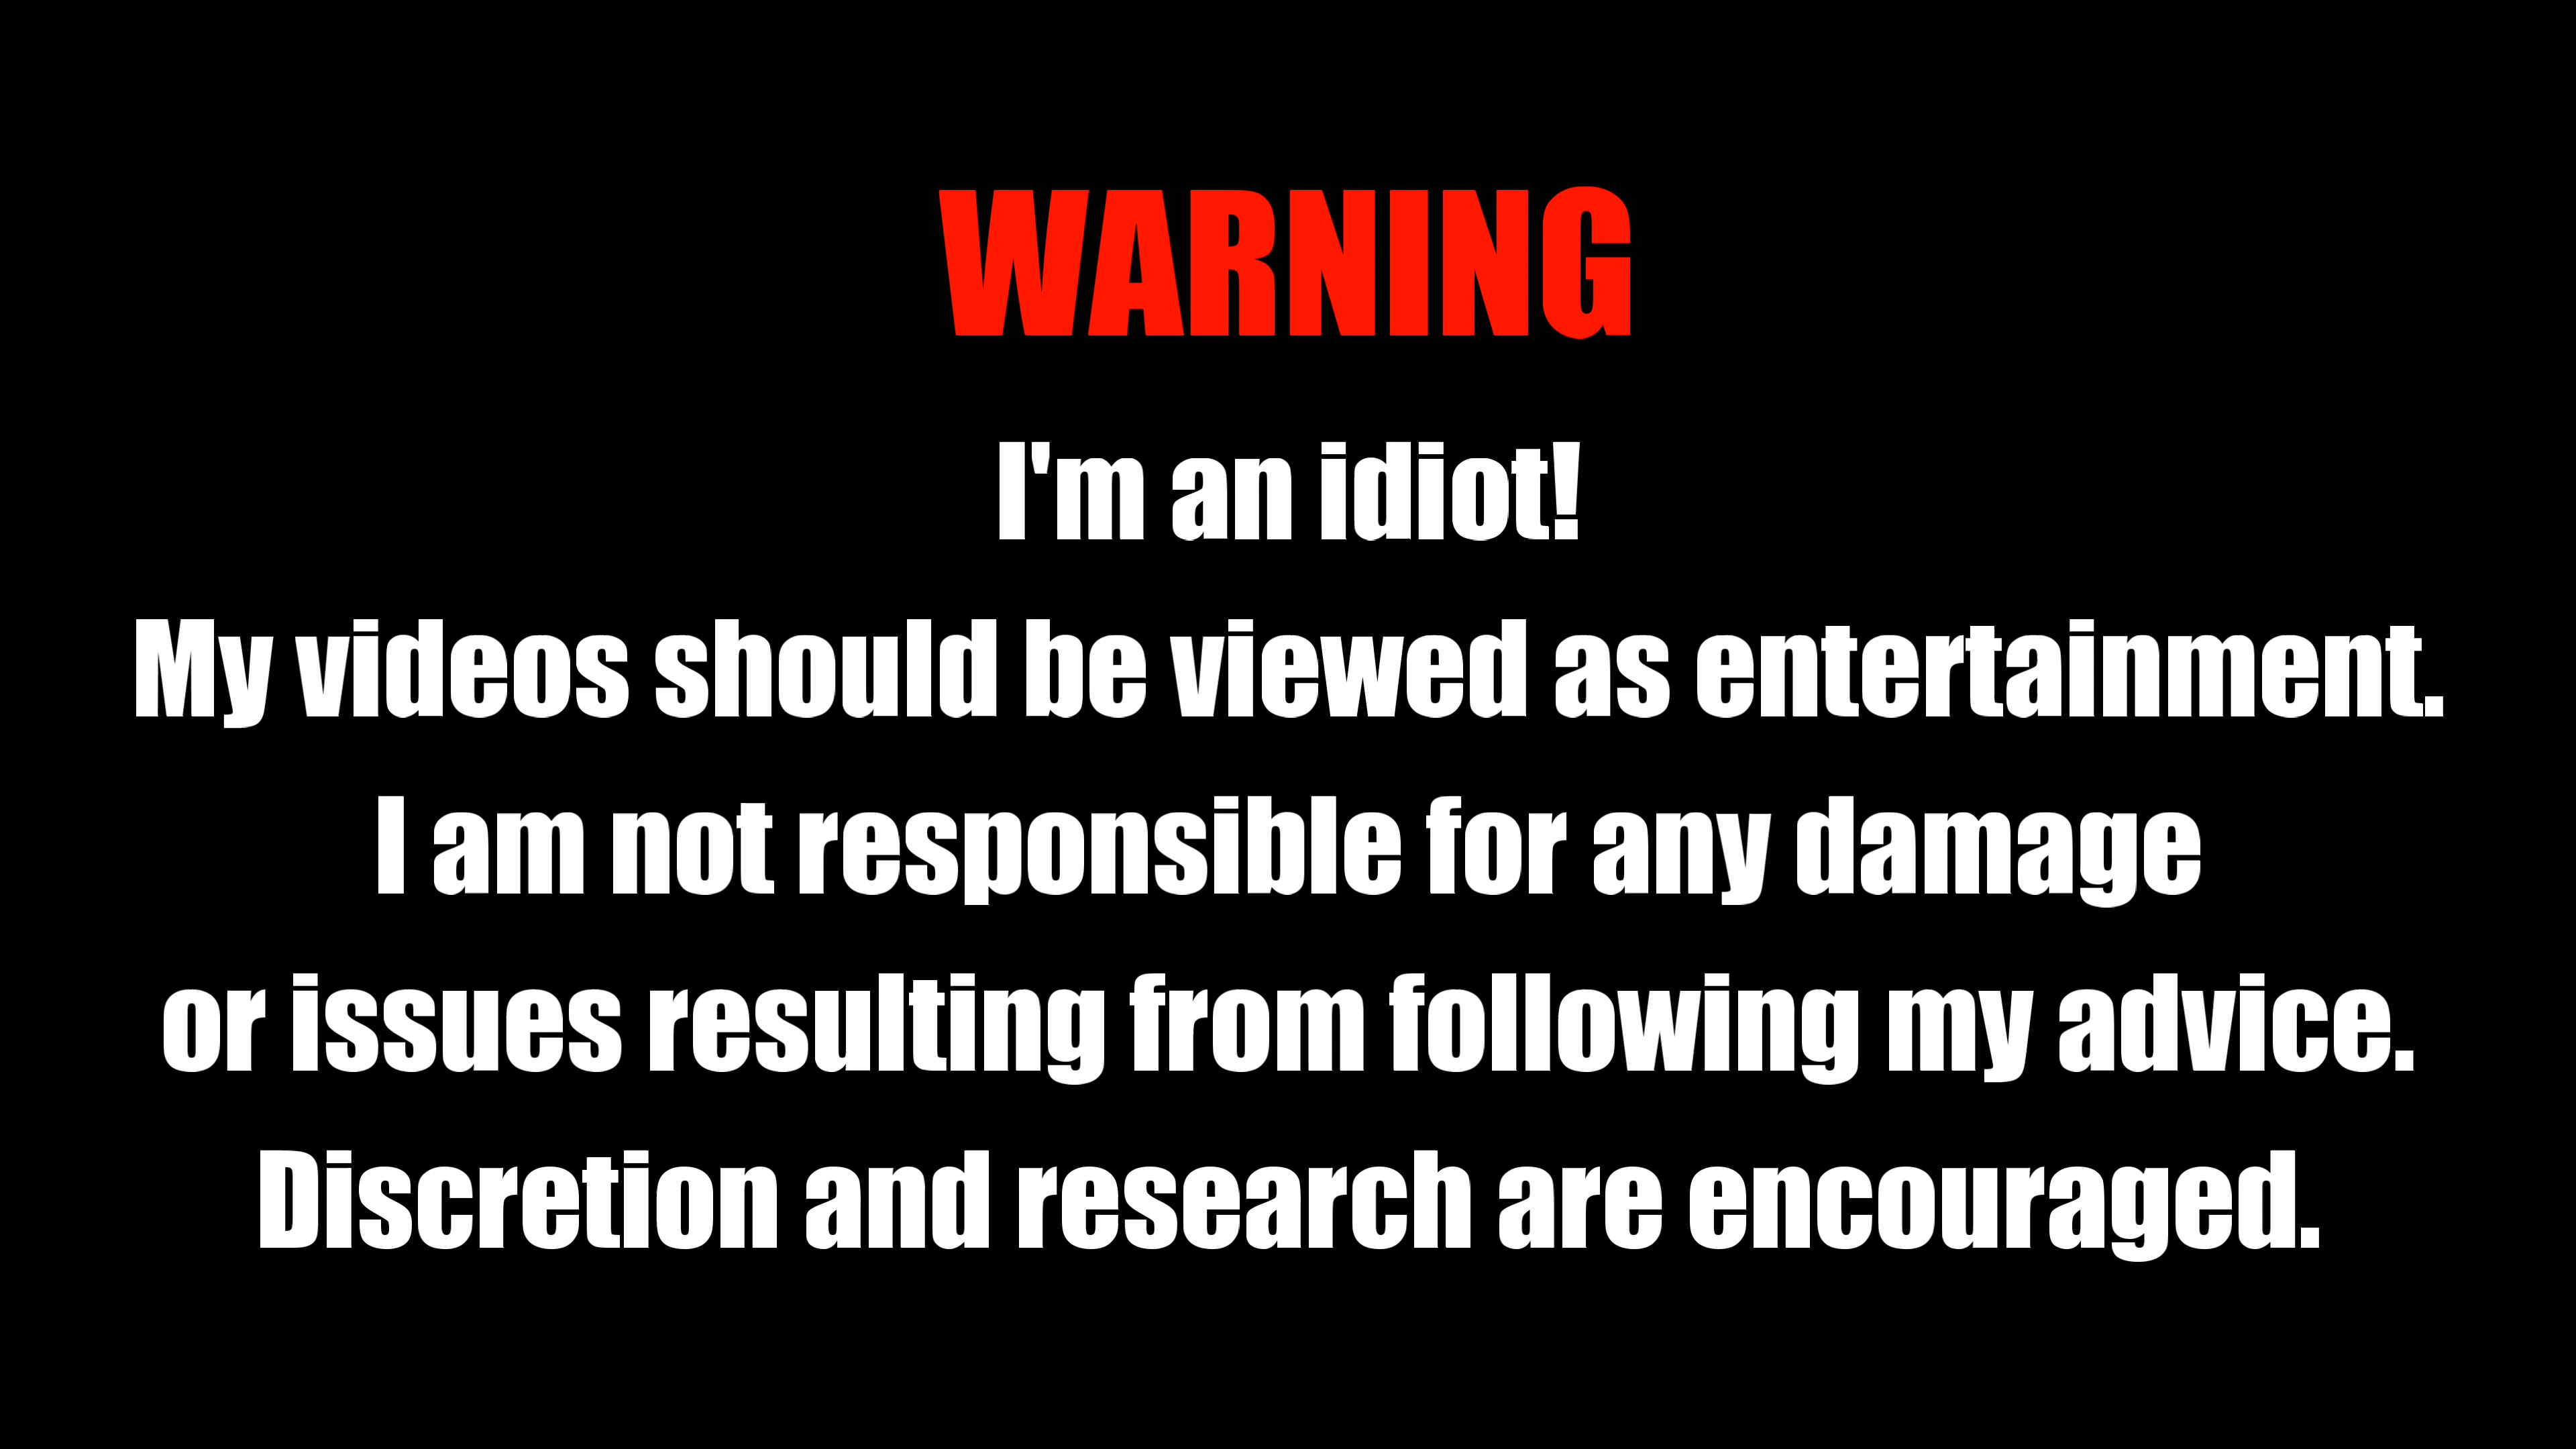 WARNING
I'm an idiot!
My videos should be viewed as entertainment.
I am not responsible for any damage
or issues resulting from following my advice.
Discretion and research are encouraged.